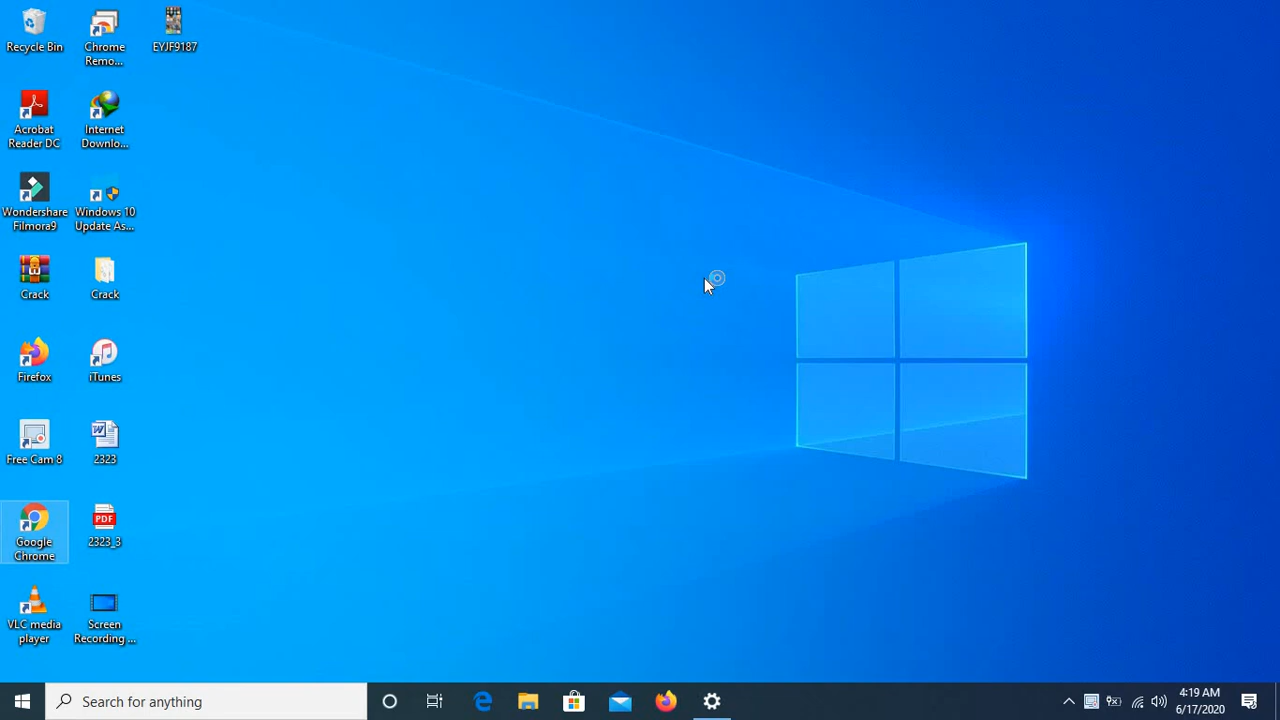 Recycle Bin
Chrome
Remo...
EYJF9187
Acrobat
Reader DC
Internet
Downlo...
Wondershare
Filmora9
Windows 10
Update As...
Crack
Crack
Firefox
iTunes
Free Cam 8
2323
PDF
Google
Chrome
2323_3
VLC media
player
Screen
Recording ...
Search for anything
4:19 AM
6/17/2020